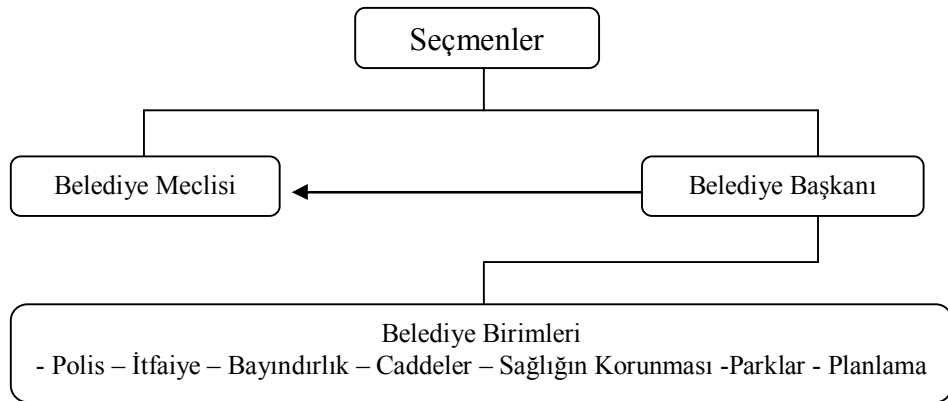 Seçmenler
Belediye Meclisi
Belediye Başkanı
Belediye Birimleri
- Polis – İtfaiye – Bayındırlık – Caddeler – Sağlığın Korunması -Parklar - Planlama